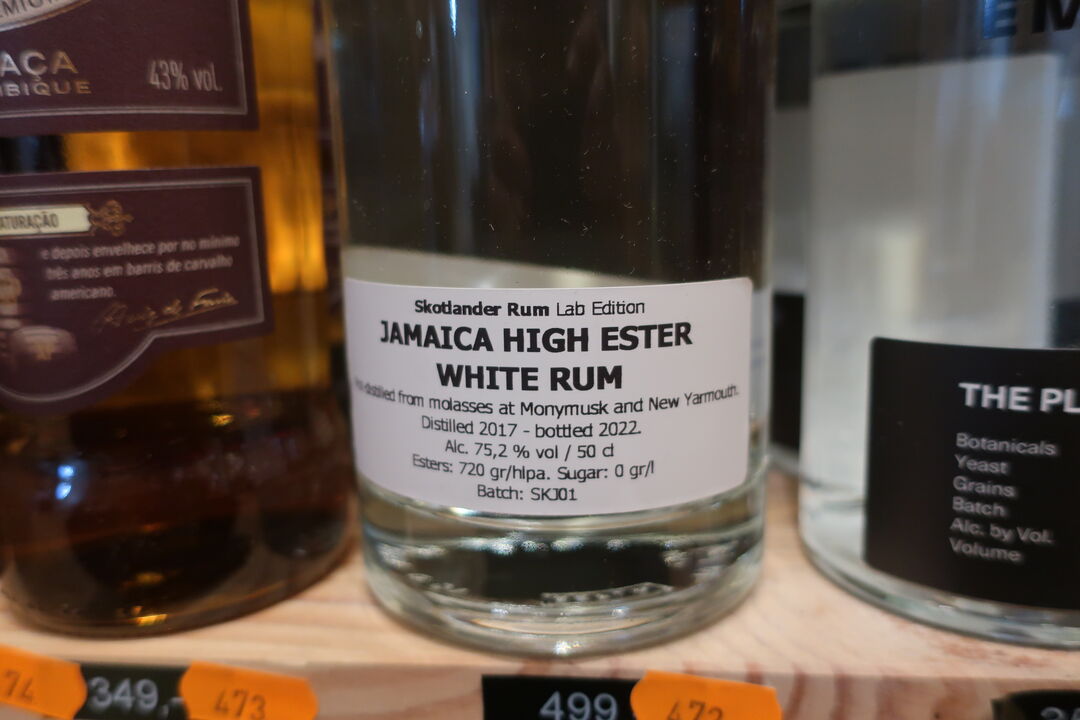 43% vol.
e depois envelhece por no mínimo
três anos em barris de carvalho
americano.
Skotlander Rum Lab Edition
JAMAICA HIGH ESTER
WHITE RUM
distilled from molasses at Monymusk and New Yarmouth.
Distilled 2017 - bottled 2022.
Alc. 75,2 % vol / 50 cl
Esters: 720 gr/hlpa. Sugar: 0 gr/l
Batch: SKJ01
THE PL
Botanicals
Yeast
Grains
Batch
Alc. by Vol.
Volume
74
349,-
473
499
472